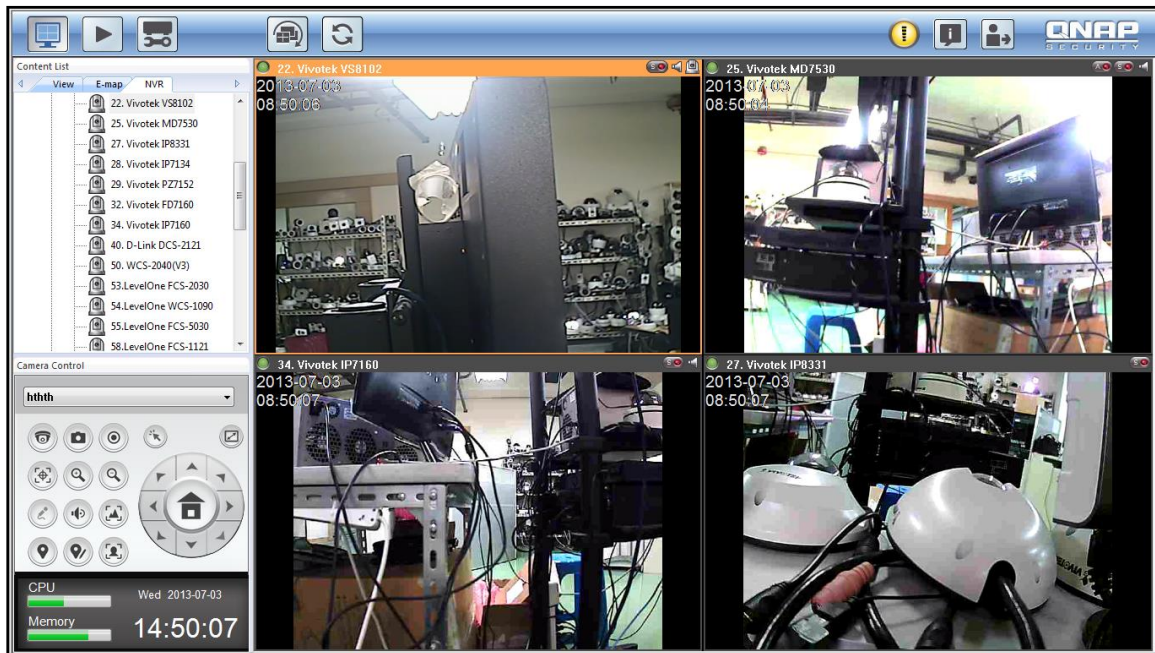 QNAP
SECURITY
Content List
View E-map NVR
22. Vivotek VS8102
25. Vivotek MD7530
27. Vivotek IP8331
28. Vivotek IP7134
29. Vivotek PZ7152
32. Vivotek FD7160
34. Vivotek IP7160
40. D-Link DCS-2121
50. WCS-2040(V3)
53.LevelOne FCS-2030
54.LevelOne WCS-1090
55.LevelOne FCS-5030
58.LevelOne FCS-1121
Camera Control
hthth
CPU
Memory
Wed 2013-07-03
14:50:07
22. Vivotek VS8102
2013-07-03
08:50:06
25. Vivotek MD7530
2013-07-03
08:50:04
34. Vivotek IP7160
2013-07-03
08:50:07
27. Vivotek IP8331
2013-07-03
08:50:07